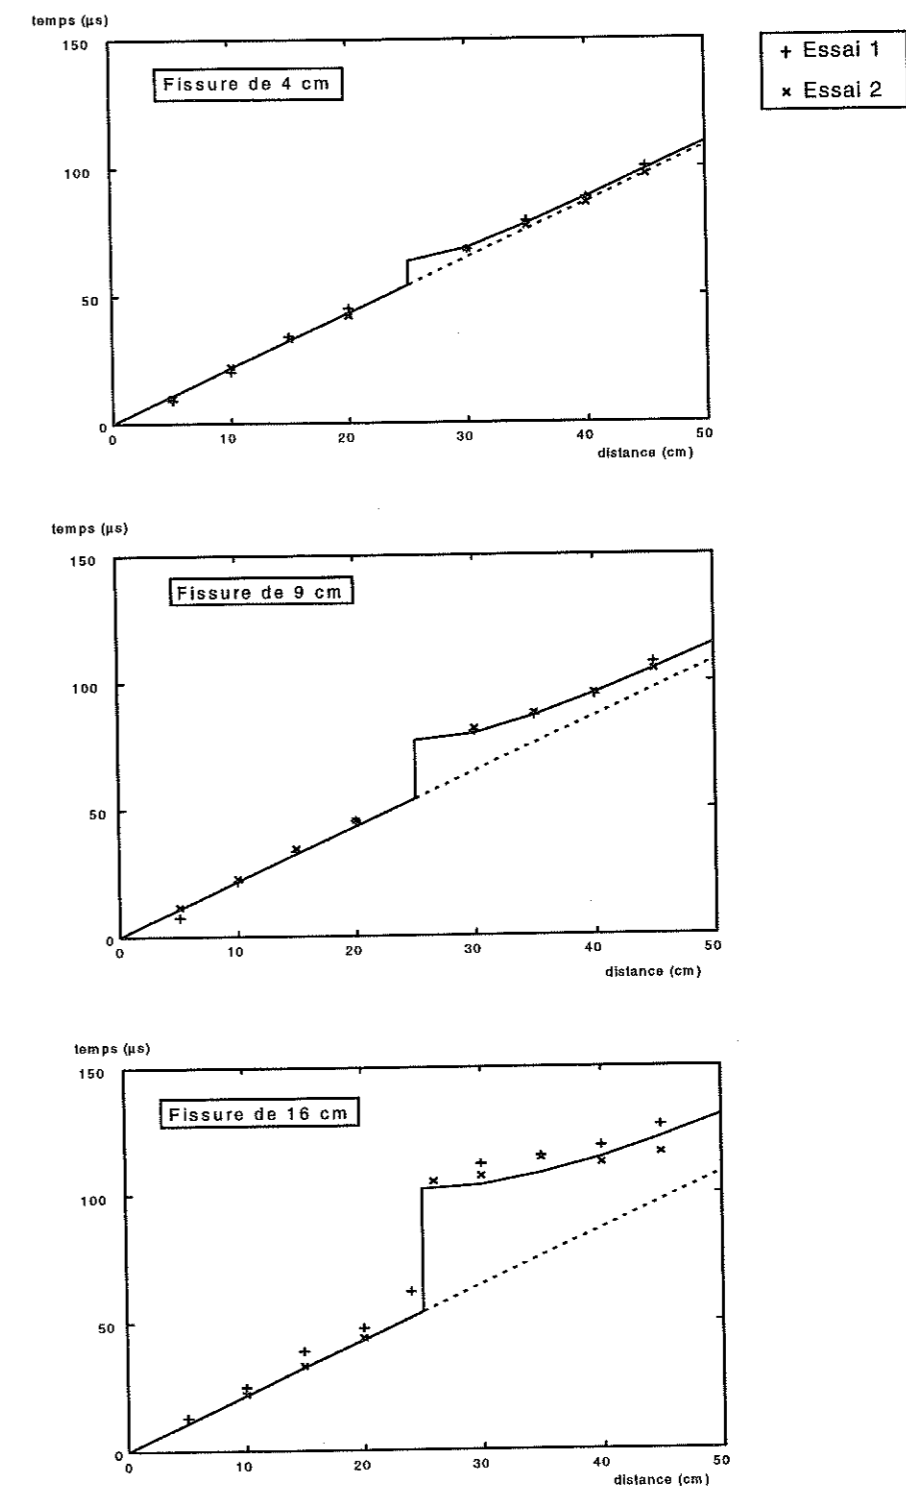 temps (μs)
150
Fissure de 4 cm
+ Essai 1
× Essai 2
100
50
0
0 10 20 30 40 50
distance (cm)
temps (μs)
150
Fissure de 9 cm
100
50
0
0 10 20 30 40 50
distance (cm)
temps (μs)
150
Fissure de 16 cm
100
50
0
0 10 20 30 40 50
distance (cm)